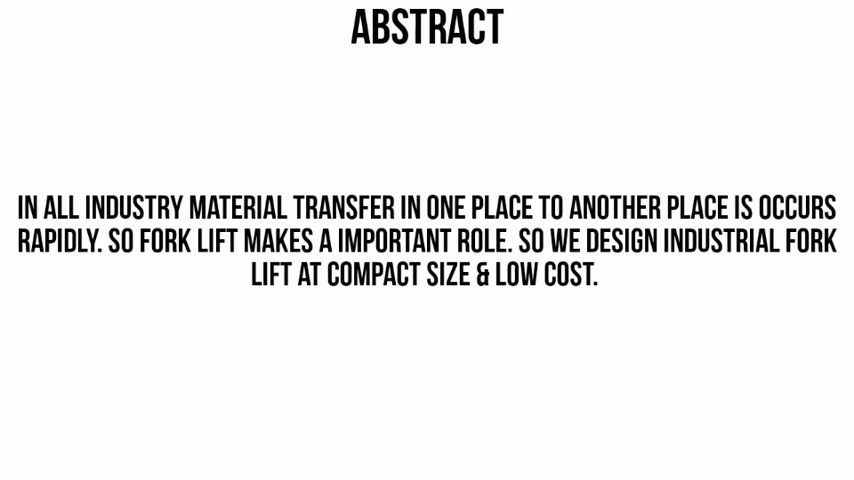 ABSTRACT
IN ALL INDUSTRY MATERIAL TRANSFER IN ONE PLACE TO ANOTHER PLACE IS OCCURS
RAPIDLY. SO FORK LIFT MAKES A IMPORTANT ROLE. SO WE DESIGN INDUSTRIAL FORK
LIFT AT COMPACT SIZE & LOW COST.